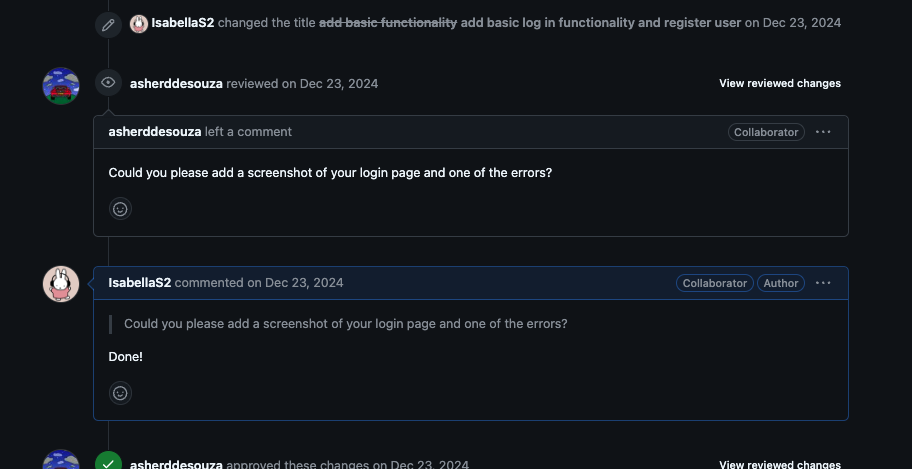 IsabellaS2 changed the title add basic functionality add basic log in functionality and register user on Dec 23, 2024
asherddesouza reviewed on Dec 23, 2024
View reviewed changes
asherddesouza left a comment
Collaborator
Could you please add a screenshot of your login page and one of the errors?
IsabellaS2 commented on Dec 23, 2024
Collaborator
Author
Could you please add a screenshot of your login page and one of the errors?
Done!
asherddesouza approved these changes on Dec 23, 2024
View reviewed changes